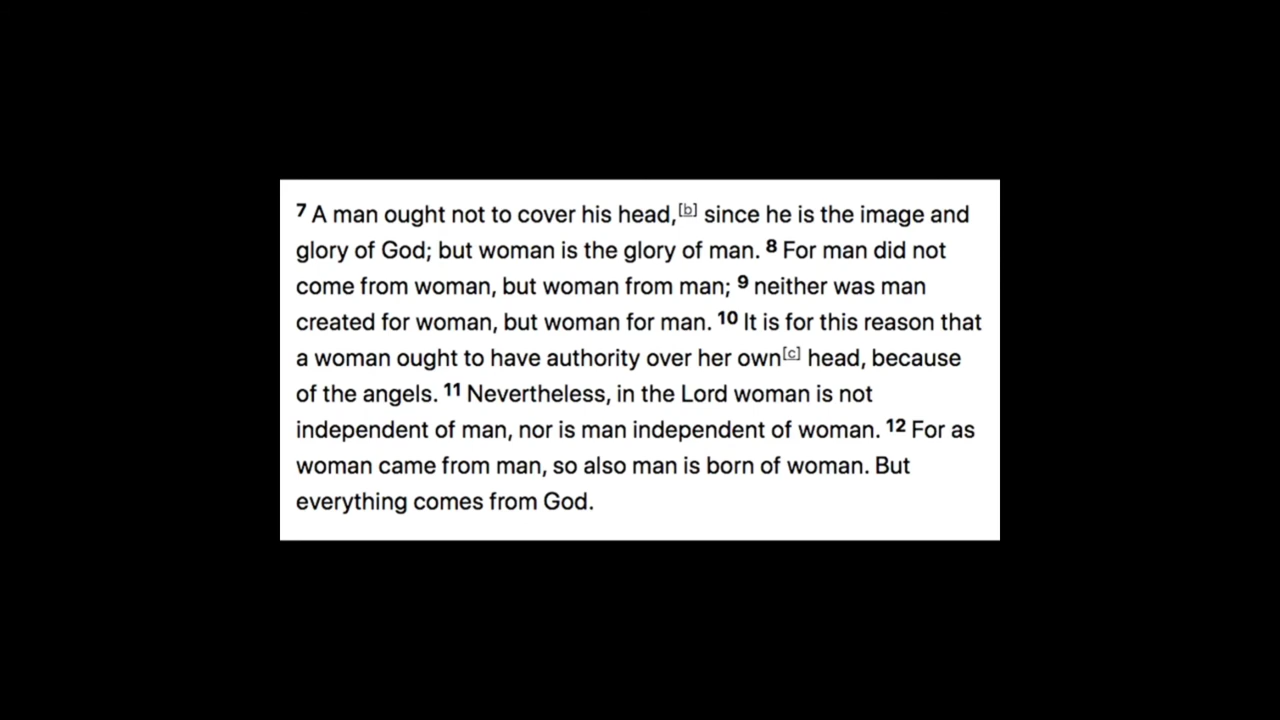 7 A man ought not to cover his head,[b] since he is the image and
glory of God; but woman is the glory of man. 8 For man did not
come from woman, but woman from man; 9 neither was man
created for woman, but woman for man. 10 It is for this reason that
a woman ought to have authority over her own[c] head, because
of the angels. 11 Nevertheless, in the Lord woman is not
independent of man, nor is man independent of woman. 12 For as
woman came from man, so also man is born of woman. But
everything comes from God.